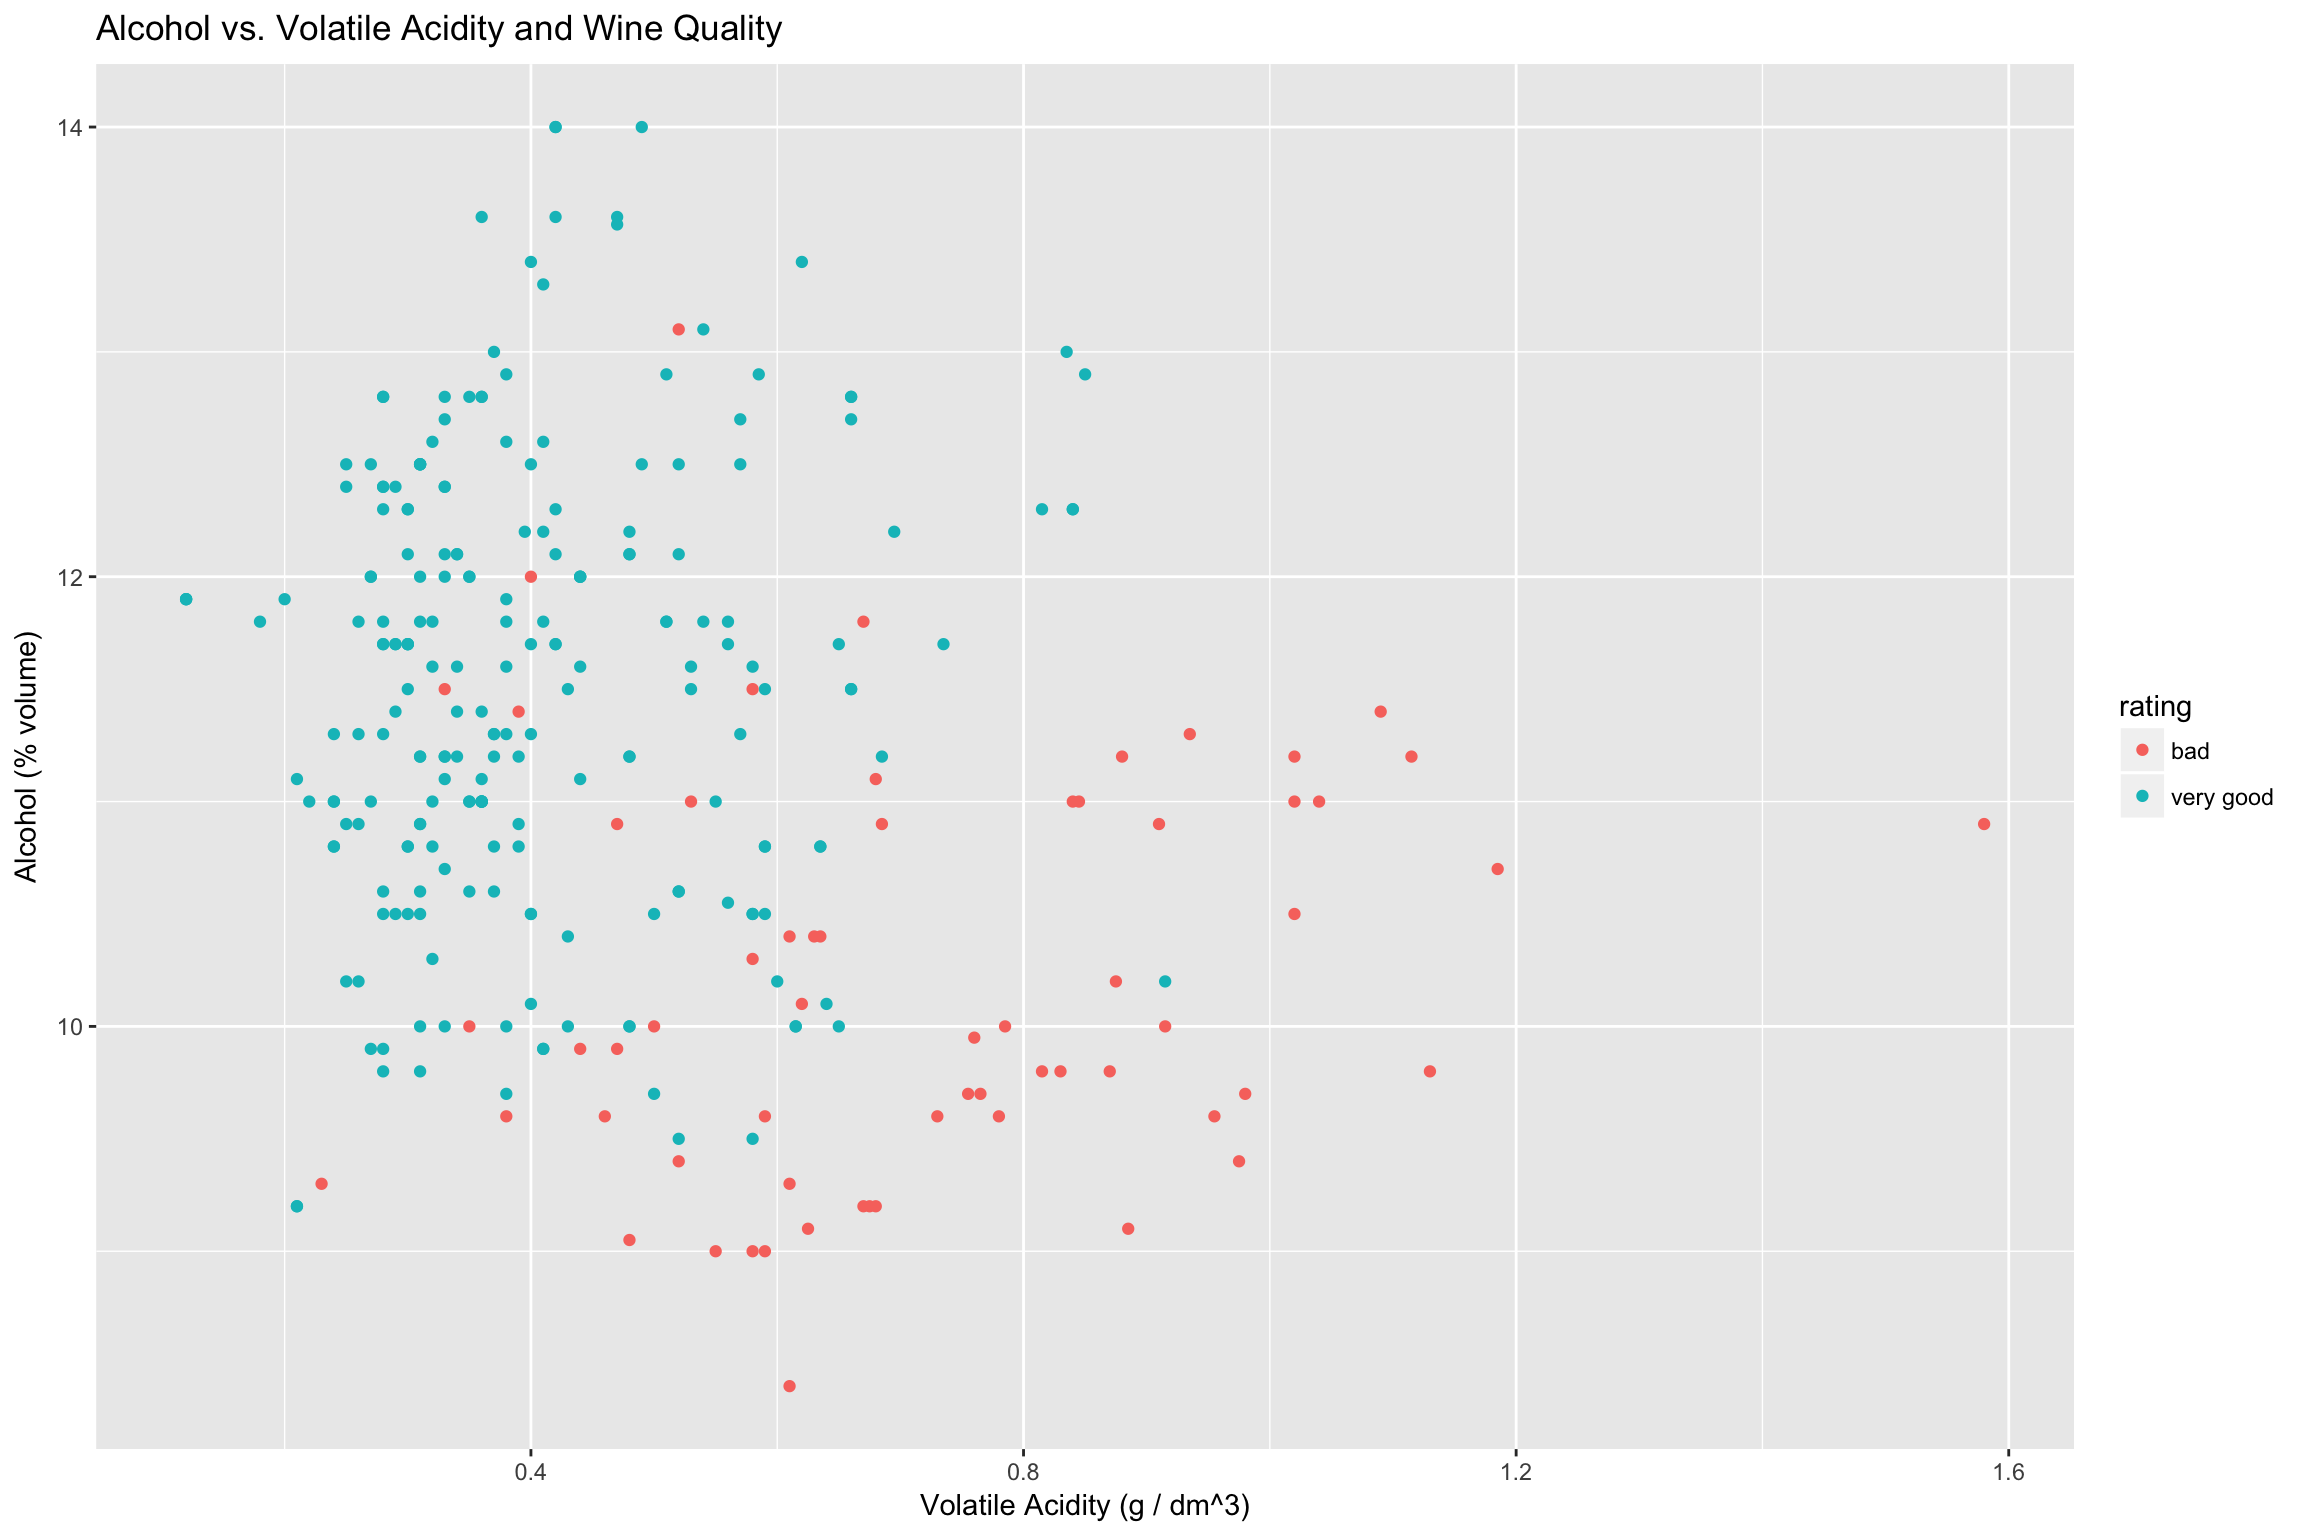 Alcohol vs. Volatile Acidity and Wine Quality
14
12
10
Alcohol (% volume)
0.4 0.8 1.2 1.6
Volatile Acidity (g / dm^3)
rating
bad
very good